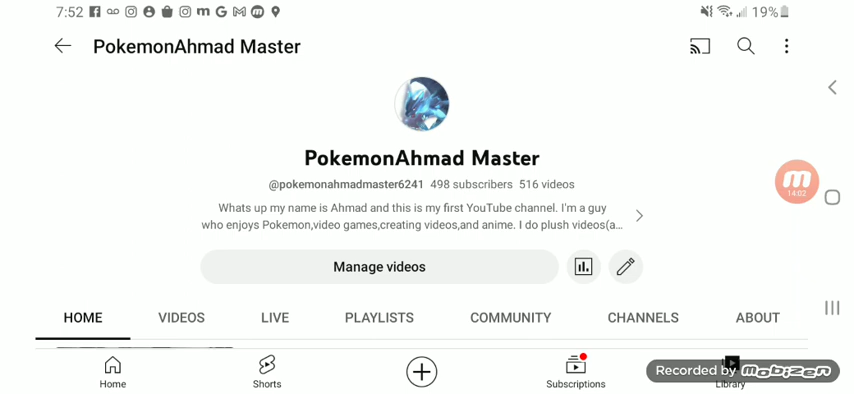 7:52
19%
PokemonAhmad Master
PokemonAhmad Master
@pokemonahmadmaster6241 498 subscribers 516 videos
14:02
Whats up my name is Ahmad and this is my first YouTube channel. I'm a guy
who enjoys Pokemon,video games,creating videos,and anime. I do plush videos(a...
Manage videos
HOME VIDEOS LIVE PLAYLISTS COMMUNITY CHANNELS ABOUT
Home Shorts Subscriptions Library
Recorded by MOBIZEN